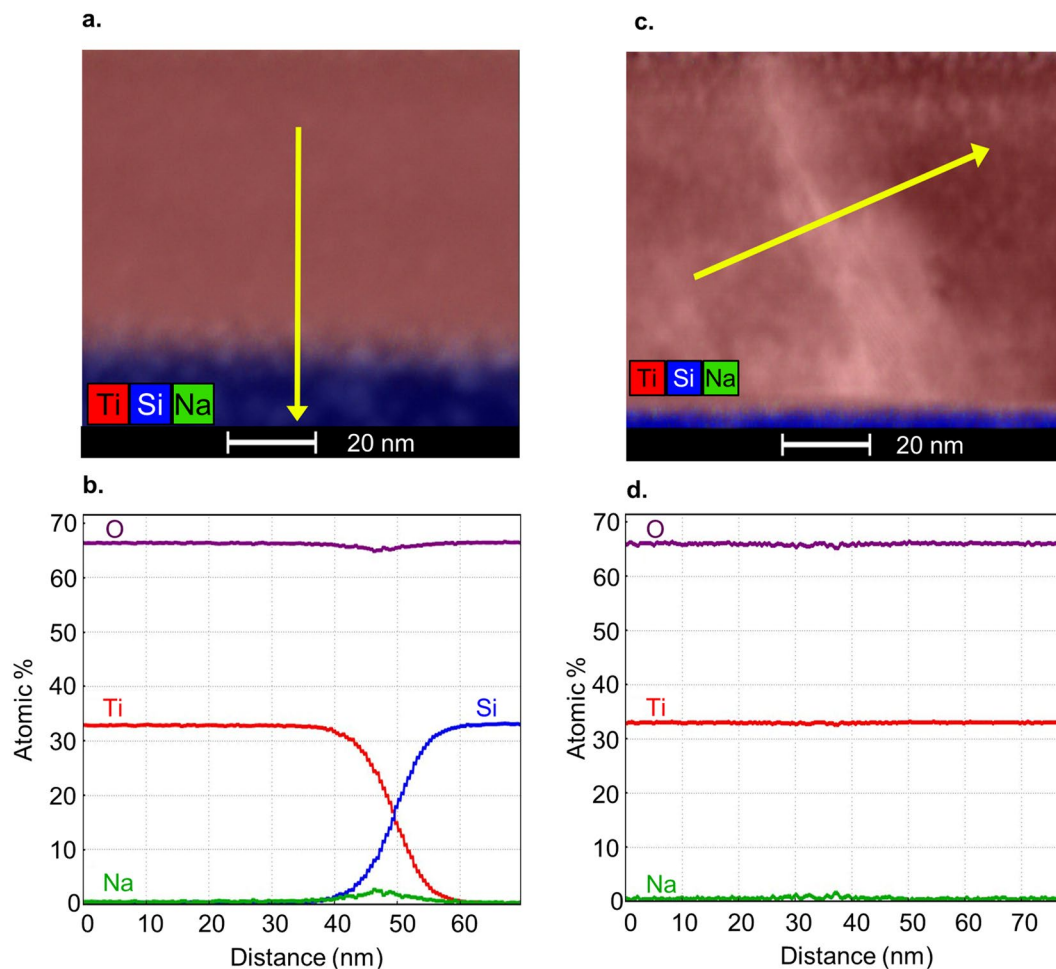 a.
Ti Si Na
20 nm
b.
70
60
50
40
30
20
10
0
Atomic %
O
Ti
Si
Na
0 10 20 30 40 50 60
Distance (nm)
c.
Ti Si Na
20 nm
d.
70
60
50
40
30
20
10
0
Atomic %
O
Ti
Na
0 10 20 30 40 50 60 70
Distance (nm)